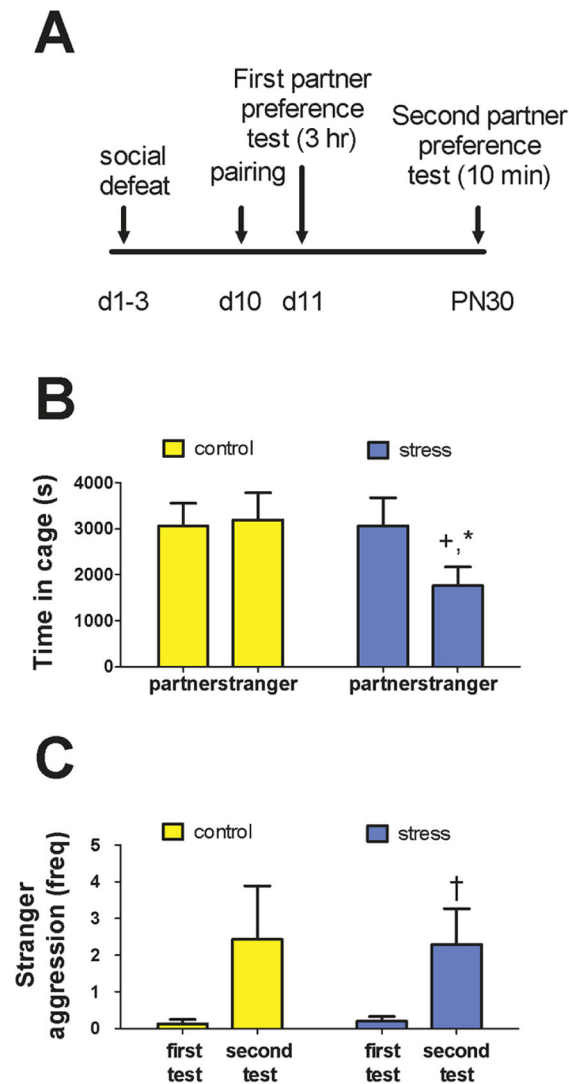 A
First partner
preference
test (3 hr)
Second partner
preference
test (10 min)
social
defeat
pairing
d1-3
d10
d11
PN30
B
control
stress
Time in cage (s)
4000
3000
2000
1000
0
+,*
partnerstranger
partnerstranger
C
control
stress
Stranger
aggression (freq)
5
4
3
2
1
0
†
first
test
second
test
first
test
second
test